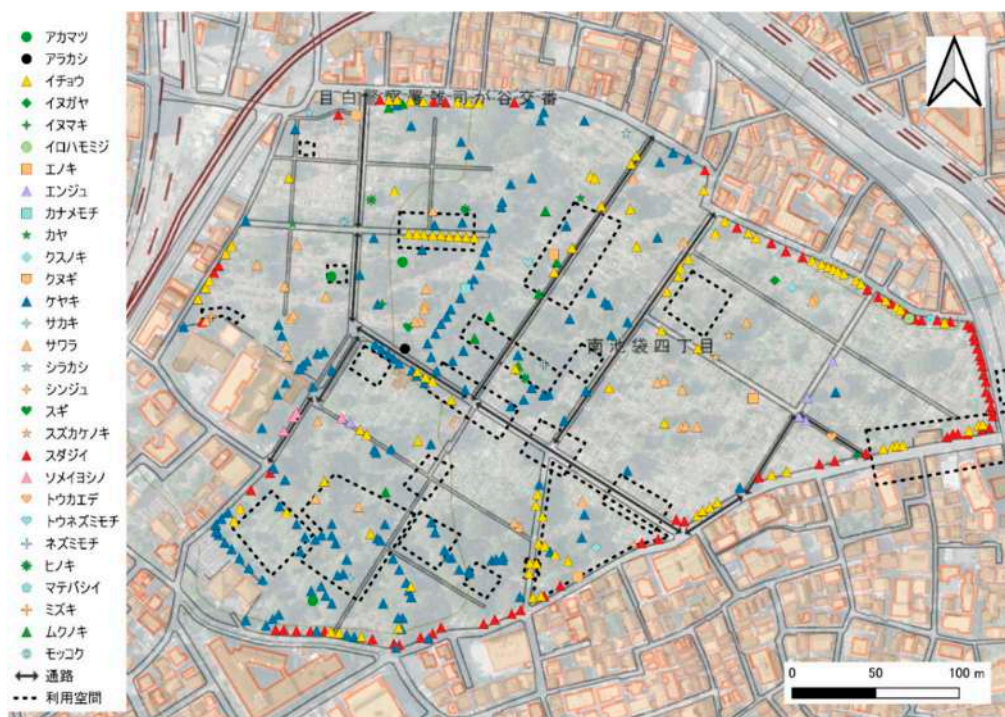 アカマツ
アラカシ
イチョウ
イヌガヤ
イヌマキ
イロハモミジ
エノキ
エンジュ
カナメモチ
カヤ
クスノキ
クヌギ
ケヤキ
サカキ
サワラ
シラカシ
シンジュ
スギ
スズカケノキ
スダジイ
ソメイヨシノ
トウカエデ
トウネズミモチ
ネズミモチ
ヒノキ
マテバシイ
ミズキ
ムクノキ
モッコク
通路
利用空間
目白警察署雑司が谷交番
南池袋四丁目
0 50 100 m